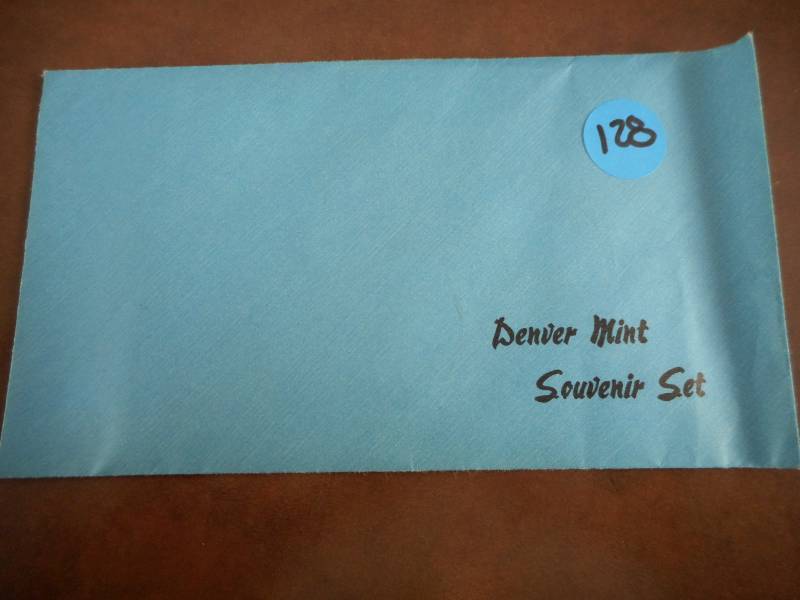 128
Denver Mint
Souvenir Set